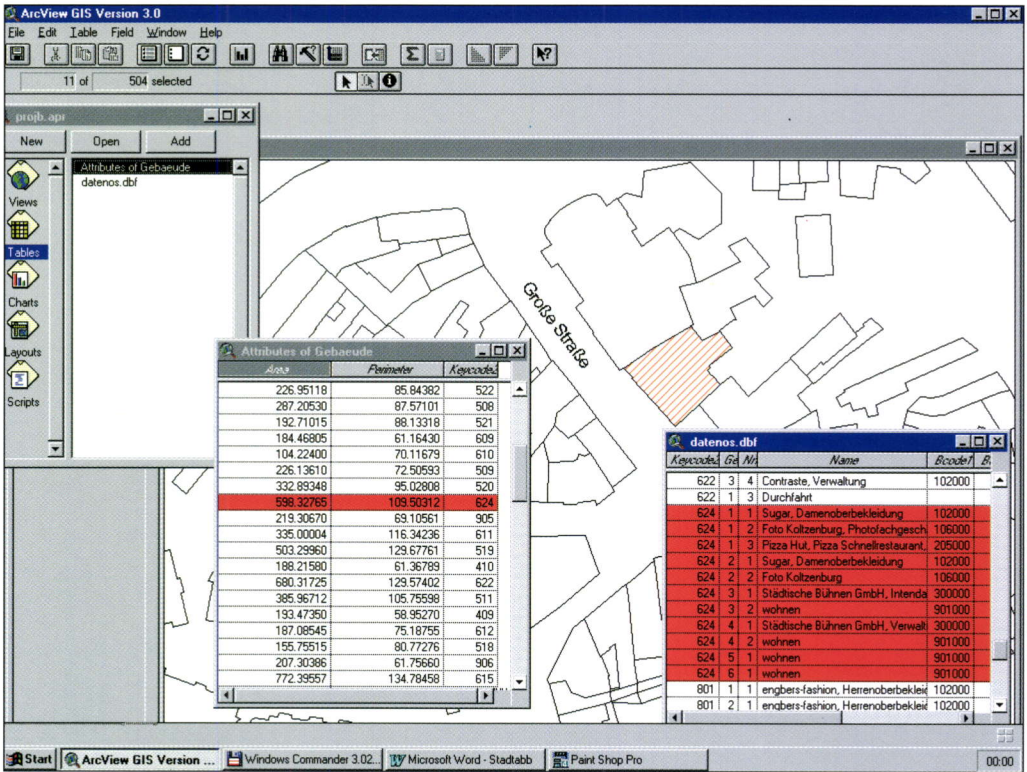 ArcView GIS Version 3.0
File Edit Table Field Window Help
11 of 504 selected
projb.apr
New Open Add
Attributes of Gebaeude
datenos.dbf
Views
Tables
Charts
Layouts
Scripts
Große Straße
Attributes of Gebaeude
Area Perimeter Keycode2
226.95118 85.84382 522
287.20530 87.57101 508
192.71015 88.13318 521
184.46805 61.16430 609
104.22400 70.11679 610
226.13610 72.50593 509
332.89348 95.02808 520
598.32765 109.50312 624
219.30670 69.10561 905
335.00004 116.34236 611
503.29960 129.67761 519
188.21580 61.36789 410
680.31725 129.57402 622
385.96712 105.75598 511
193.47350 58.95270 409
187.08545 75.18755 612
155.75515 80.77276 518
207.30386 61.75660 906
772.39557 134.78458 615
datenos.dbf
Keycode2 Ge Nr Name Bcode1
622 3 4 Contraste, Verwaltung 102000
622 1 3 Durchfahrt
624 1 1 Sugar, Damenoberbekleidung 102000
624 1 2 Foto Koltzenburg, Photofachgesch 106000
624 1 3 Pizza Hut, Pizza Schnellrestaurant, 205000
624 2 1 Sugar, Damenoberbekleidung 102000
624 2 2 Foto Koltzenburg 106000
624 3 1 Städtische Bühnen GmbH, Intenda 300000
624 3 2 wohnen 901000
624 4 1 Städtische Bühnen GmbH, Verwalt 300000
624 4 2 wohnen 901000
624 5 1 wohnen 901000
624 6 1 wohnen 901000
801 1 1 engbers-fashion, Herrenoberbekleid 102000
801 2 1 engbers-fashion, Herrenoberbekleid 102000
Start ArcView GIS Version ... Windows Commander 3.02... Microsoft Word - Stadtabb Paint Shop Pro 00:00